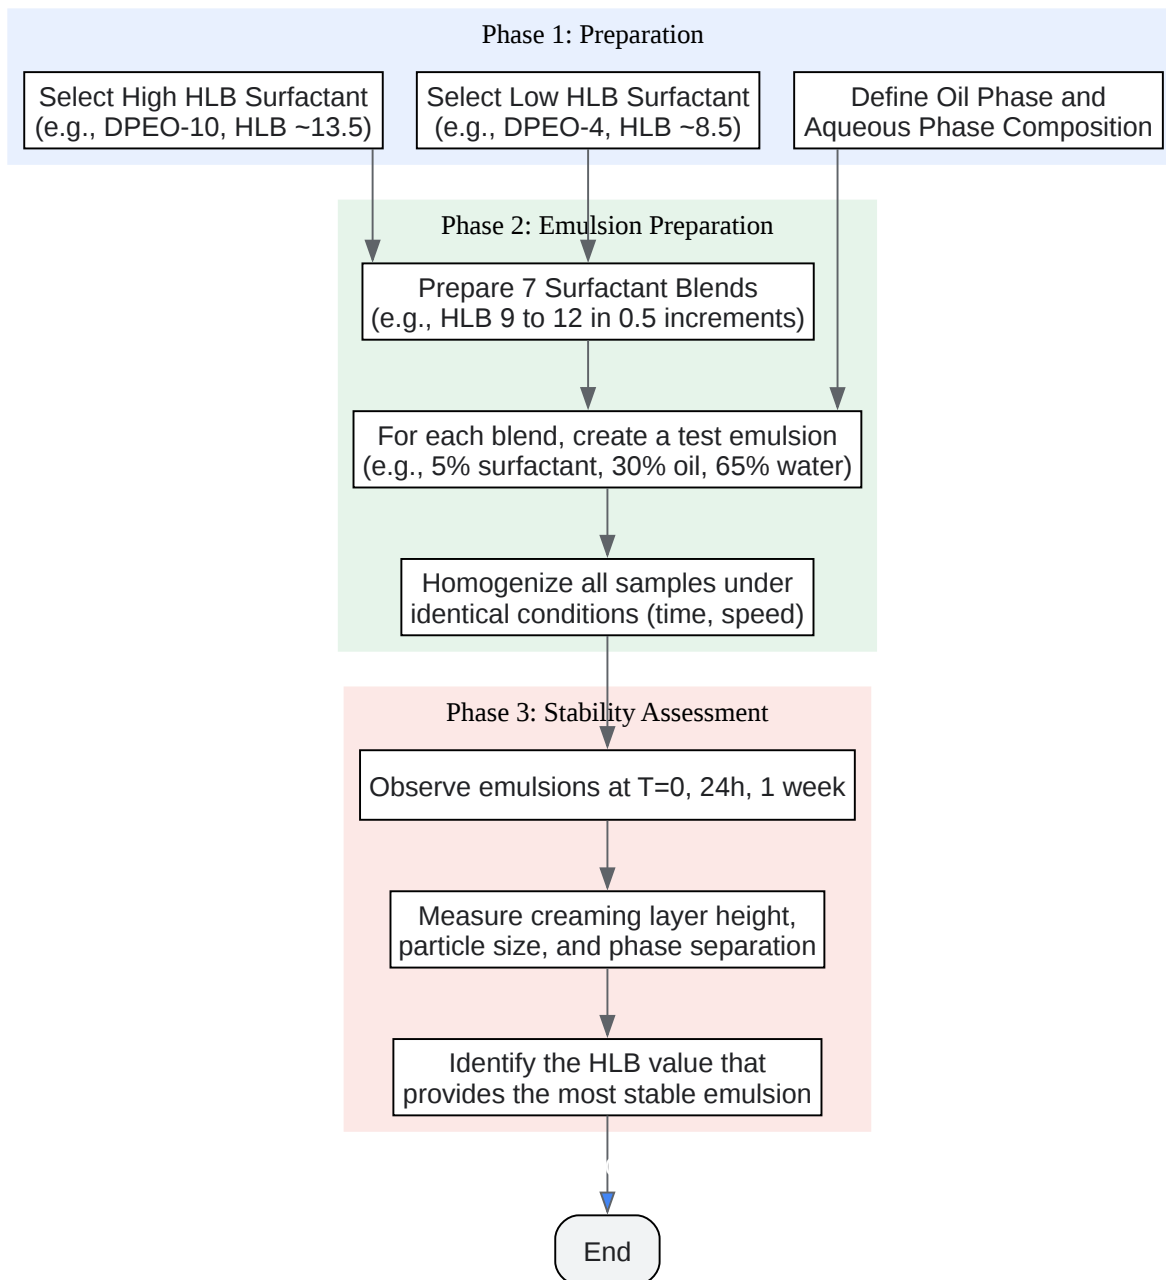 Phase 1: Preparation
Select High HLB Surfactant
(e.g., DPEO-10, HLB ~13.5)
Select Low HLB Surfactant
(e.g., DPEO-4, HLB ~8.5)
Define Oil Phase and
Aqueous Phase Composition
Phase 2: Emulsion Preparation
Prepare 7 Surfactant Blends
(e.g., HLB 9 to 12 in 0.5 increments)
For each blend, create a test emulsion
(e.g., 5% surfactant, 30% oil, 65% water)
Homogenize all samples under
identical conditions (time, speed)
Phase 3: Stability Assessment
Observe emulsions at T=0, 24h, 1 week
Measure creaming layer height,
particle size, and phase separation
Identify the HLB value that
provides the most stable emulsion
End